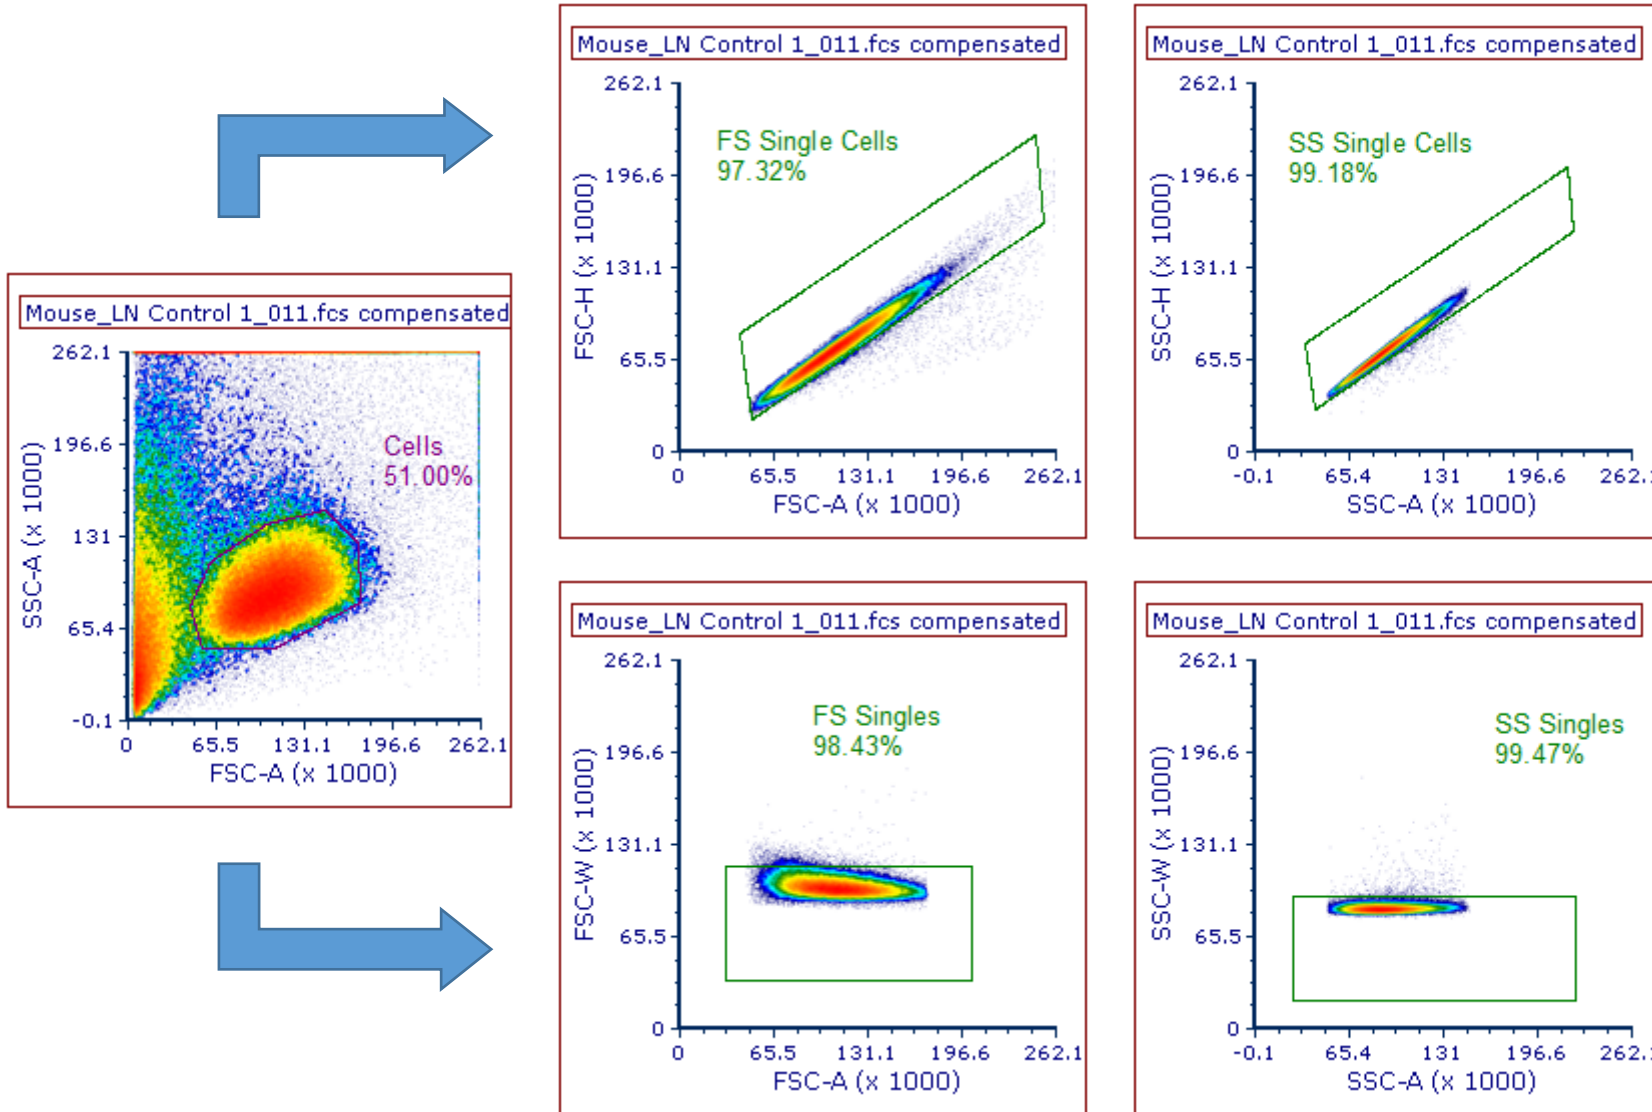 Mouse_LN Control 1_011.fcs compensated
262.1
196.6
131
65.4
-0.1
SSC-A (x 1000)
Cells
51.00%
0 65.5 131.1 196.6 262.1
FSC-A (x 1000)
Mouse_LN Control 1_011.fcs compensated
262.1
196.6
131.1
65.5
0
FSC-H (x 1000)
FS Single Cells
97.32%
0 65.5 131.1 196.6 262.1
FSC-A (x 1000)
Mouse_LN Control 1_011.fcs compensated
262.1
196.6
131.1
65.5
0
SSC-H (x 1000)
SS Single Cells
99.18%
-0.1 65.4 131 196.6 262.
SSC-A (x 1000)
Mouse_LN Control 1_011.fcs compensated
262.1
196.6
131.1
65.5
0
FSC-W (x 1000)
FS Singles
98.43%
0 65.5 131.1 196.6 262.1
FSC-A (x 1000)
Mouse_LN Control 1_011.fcs compensated
262.1
196.6
131.1
65.5
0
SSC-W (x 1000)
SS Singles
99.47%
-0.1 65.4 131 196.6 262.
SSC-A (x 1000)